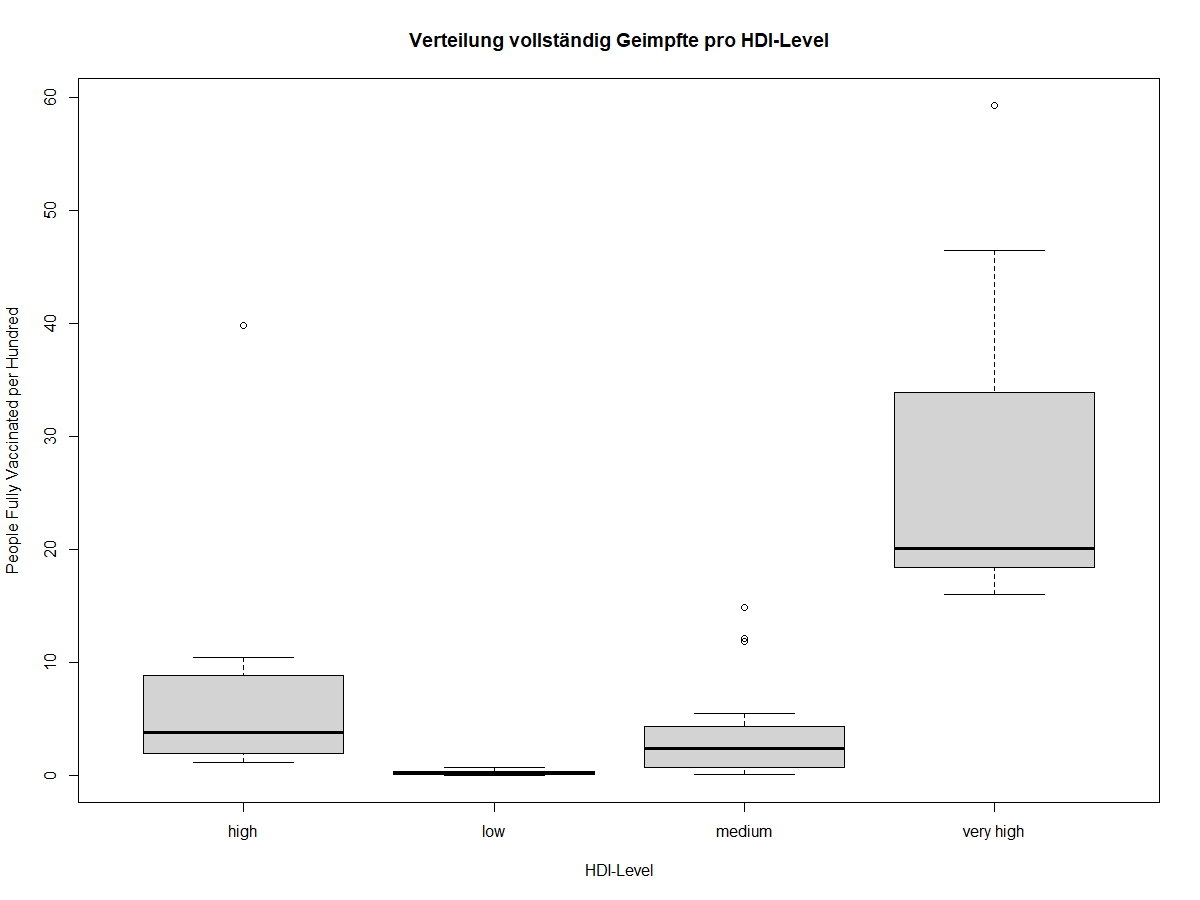 Verteilung vollständig Geimpfte pro HDI-Level
People Fully Vaccinated per Hundred
60
50
40
30
20
10
0
high low medium very high
HDI-Level